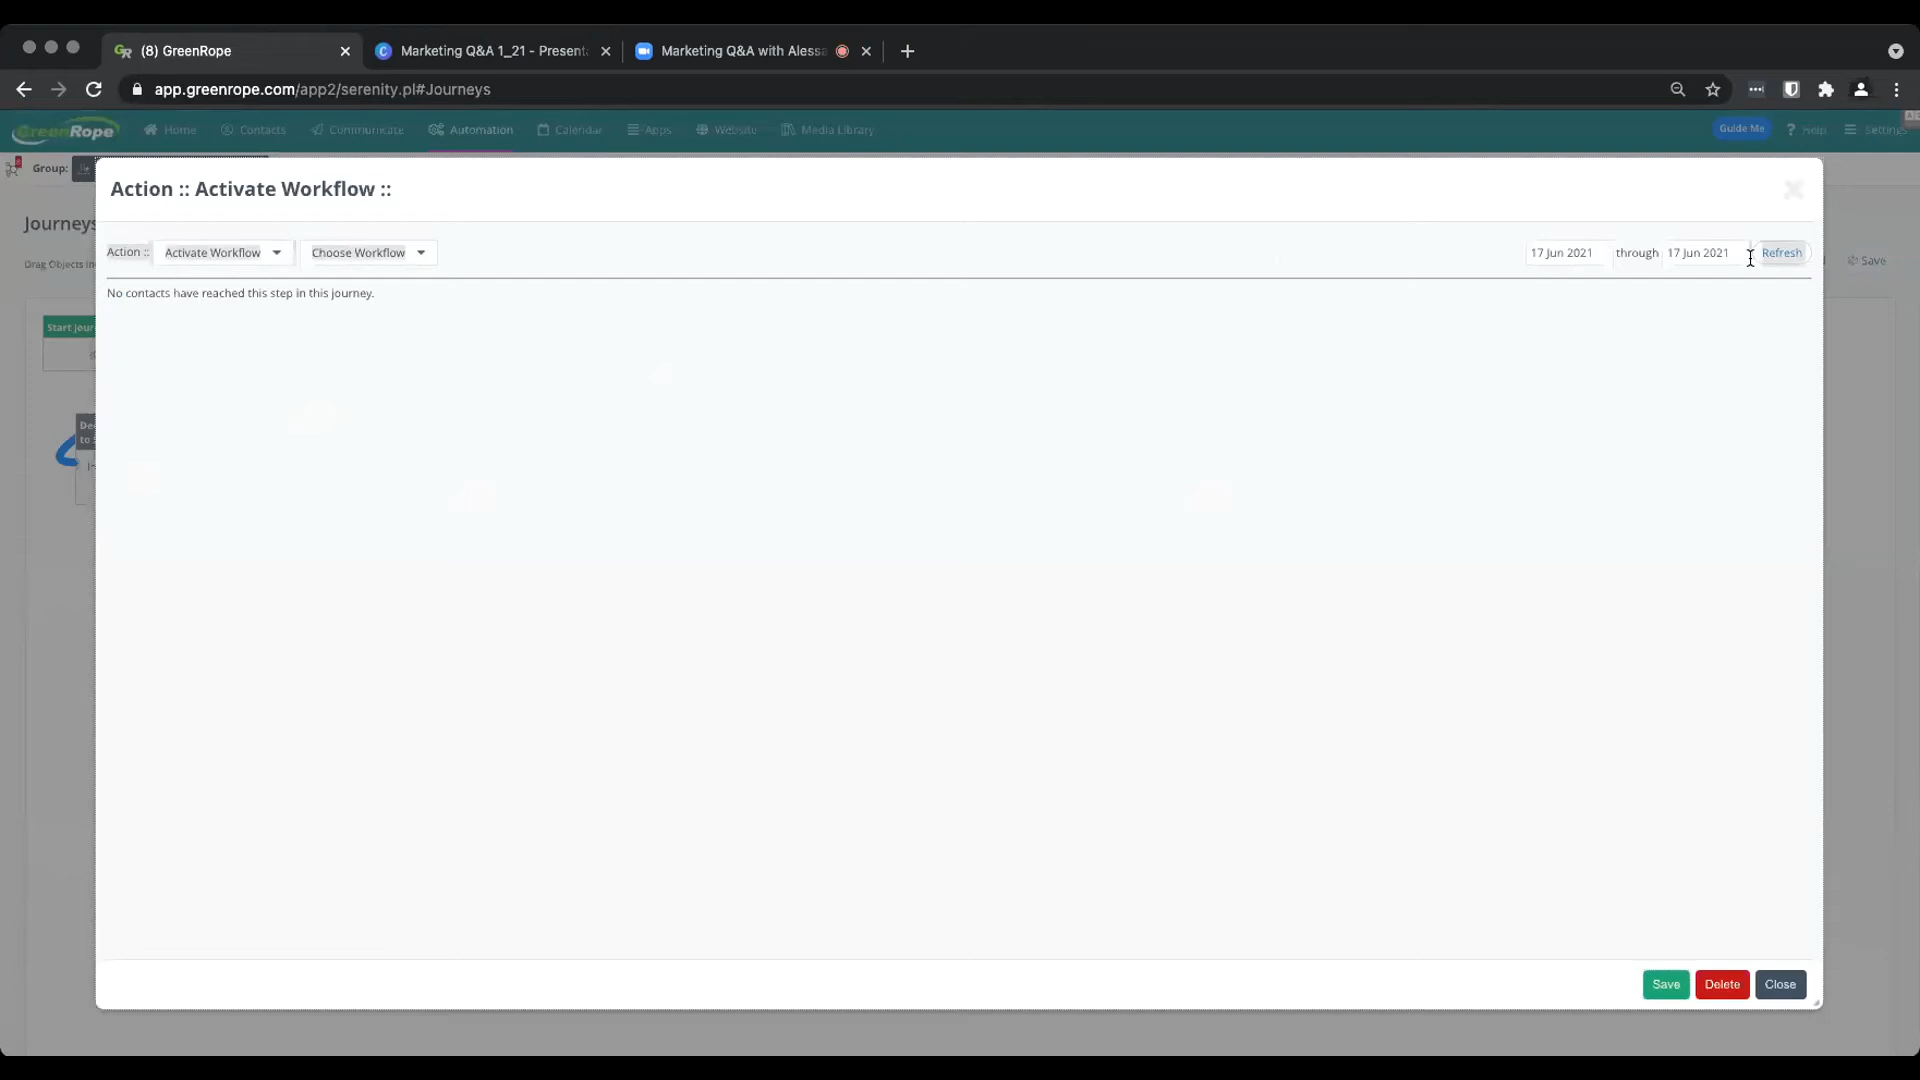 (8) GreenRope
Marketing Q&A 1_21 - Present
Marketing Q&A with Alessa
app.greenrope.com/app2/serenity.pl#Journeys
GreenRope
Home
Contacts
Communicate
Automation
Calendar
Apps
Website
Media Library
Guide Me
? Help
Settings
Group:
Action :: Activate Workflow ::
Journeys
Action ::
Activate Workflow
Choose Workflow
17 Jun 2021
through
17 Jun 2021
Refresh
Drag Objects in
Save
No contacts have reached this step in this journey.
Start Jour
to
Save
Delete
Close